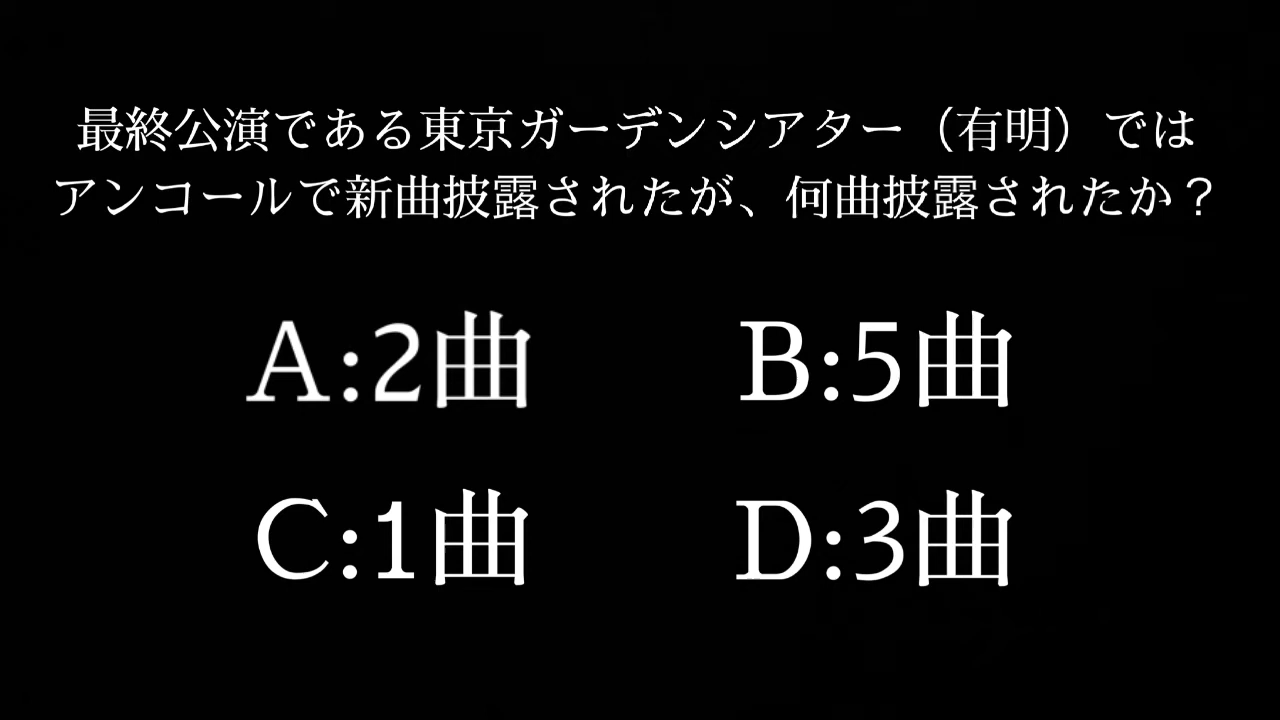 最終公演である東京ガーデンシアター（有明）では
アンコールで新曲披露されたが、何曲披露されたか？
A:2曲 B:5曲
C:1曲 D:3曲